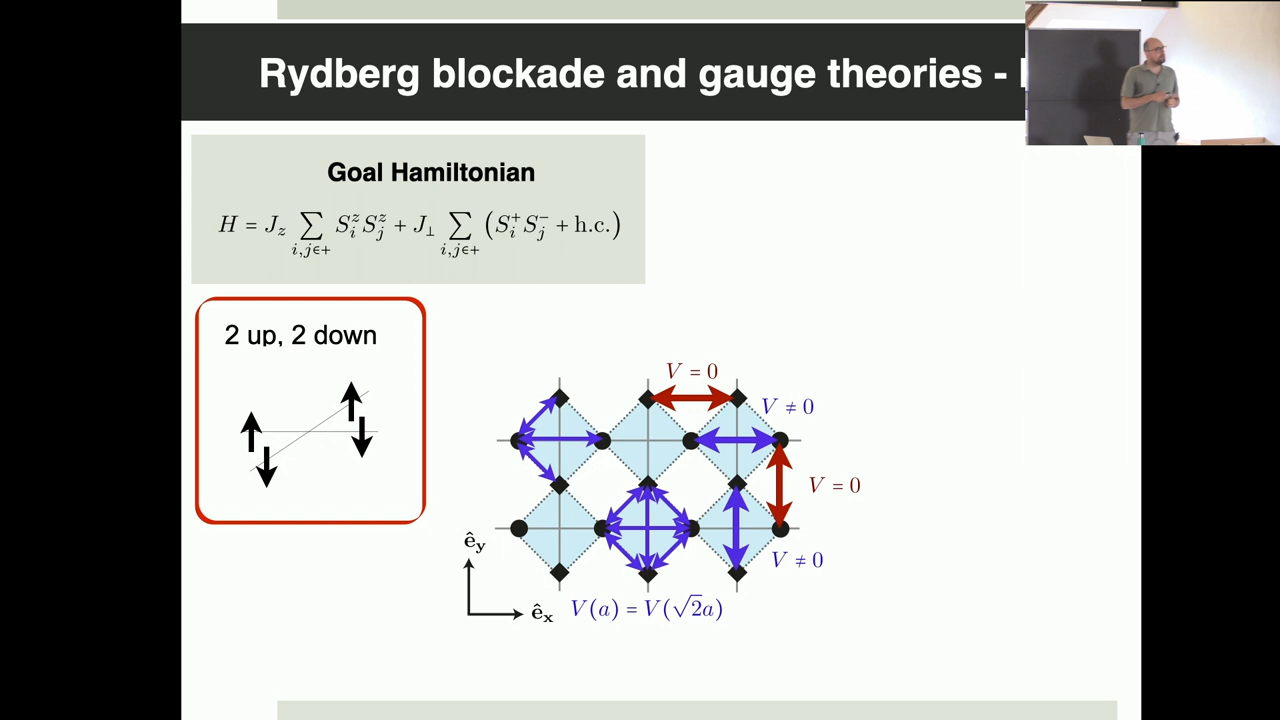 Rydberg blockade and gauge theories -
Goal Hamiltonian
H = J_z ∑_{i,j∈+} S_i^z S_j^z + J_⊥ ∑_{i,j∈+} (S_i^+ S_j^- + h.c.)
2 up, 2 down
V = 0
V ≠ 0
V = 0
V ≠ 0
ê_y
ê_x
V(a) = V(√2a)